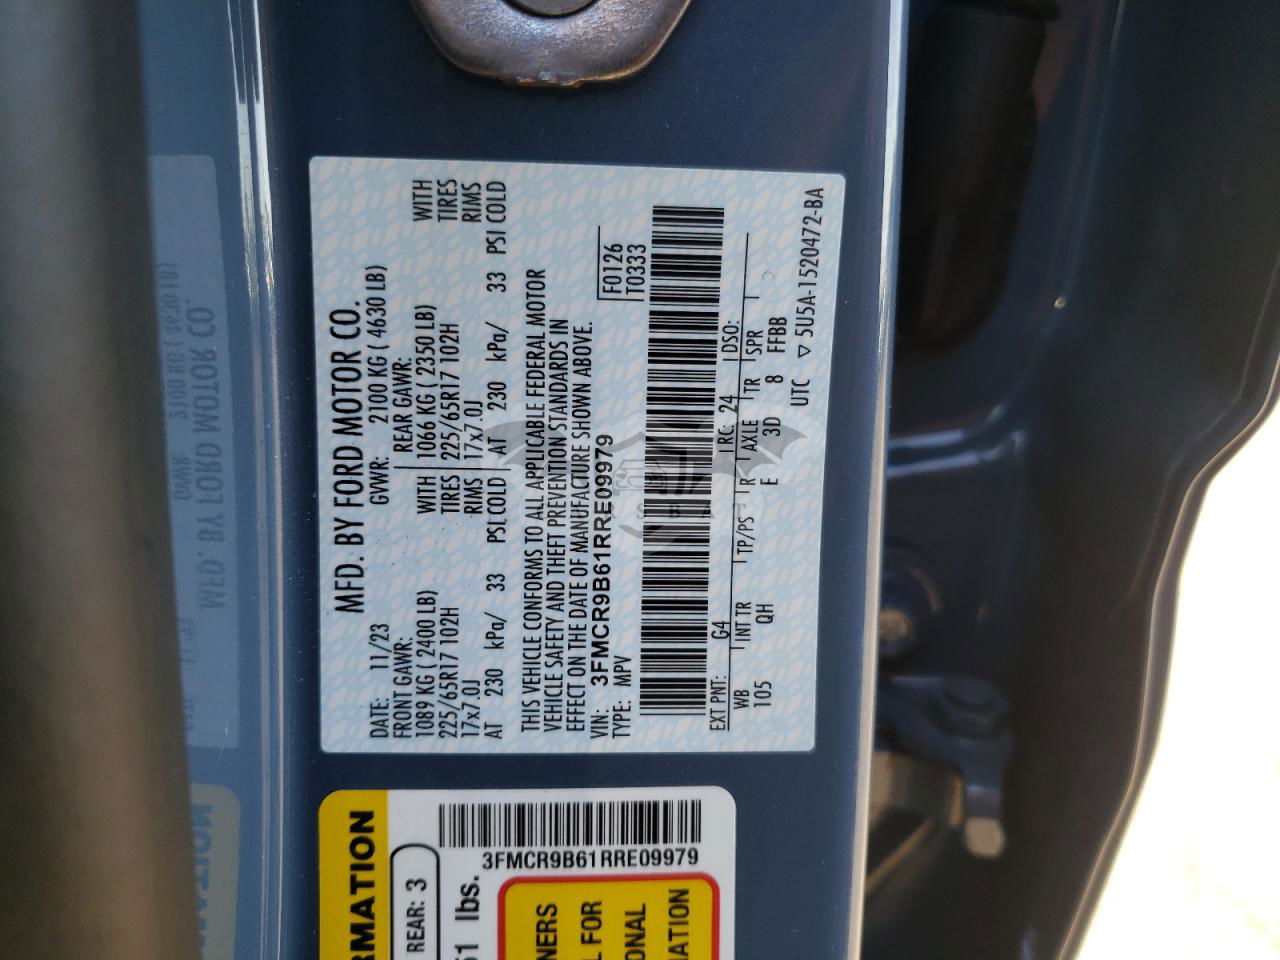 MFD. BY FORD MOTOR CO.
DATE: 11/23 GVWR: 2100 KG ( 4630 LB)
FRONT GAWR: REAR GAWR:
1089 KG ( 2400 LB) WITH 1066 KG ( 2350 LB) WITH
225/65R17 102H TIRES 225/65R17 102H TIRES
17x7.0J RIMS 17x7.0J RIMS
AT 230 kPa/ 33 PSI COLD AT 230 kPa/ 33 PSI COLD
THIS VEHICLE CONFORMS TO ALL APPLICABLE FEDERAL MOTOR
VEHICLE SAFETY AND THEFT PREVENTION STANDARDS IN
EFFECT ON THE DATE OF MANUFACTURE SHOWN ABOVE.
VIN: 3FMCR9B61RRE09979 F0126
TYPE: MPV T0333
EXT PNT: G4 RC: 24 DSO:
WB INT TR TP/PS R AXLE TR SPR
105 QH E 3D 8 FFBB
UTC ▽ 5U5A-1520472-BA
RMATION
REAR: 3
51 lbs.
3FMCR9B61RRE09979
NERS
L FOR
ONAL
MATION